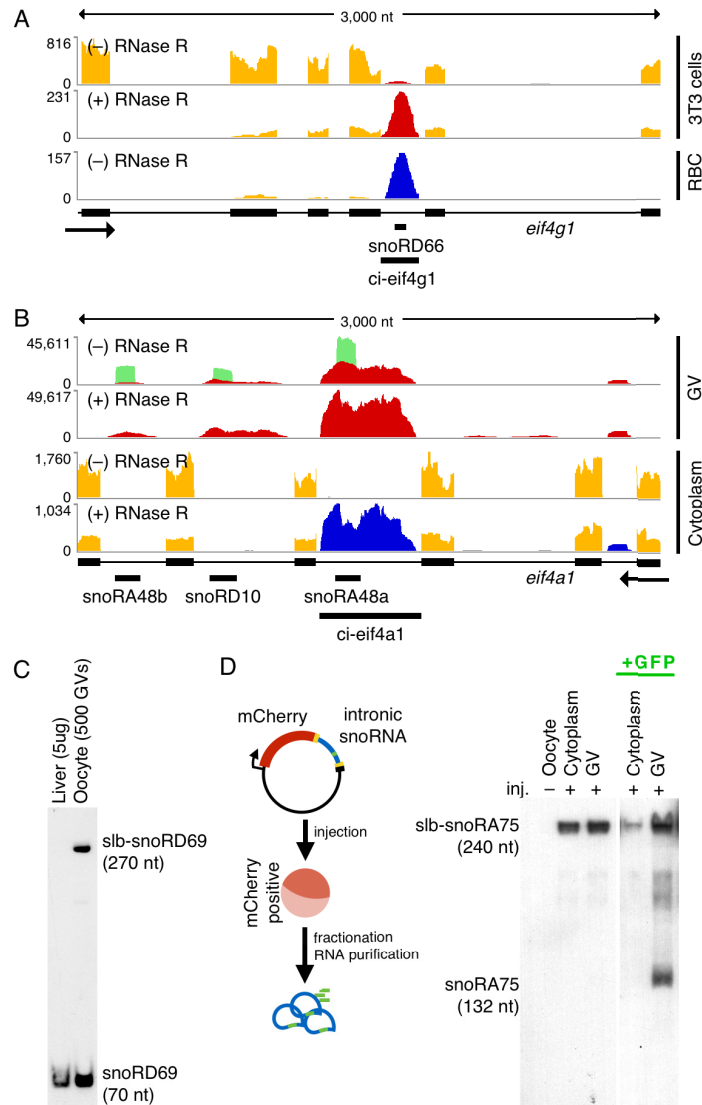 A
3,000 nt
816
(–) RNase R
0
231
(+) RNase R
0
3T3 cells
157
(–) RNase R
0
RBC
eif4g1
snoRD66
ci-eif4g1
B
3,000 nt
45,611
(–) RNase R
0
49,617
(+) RNase R
0
GV
1,760
(–) RNase R
0
1,034
(+) RNase R
0
Cytoplasm
eif4a1
snoRA48b
snoRD10
snoRA48a
ci-eif4a1
C
Liver (5ug)
Oocyte (500 GVs)
slb-snoRD69
(270 nt)
snoRD69
(70 nt)
D
mCherry
intronic
snoRNA
injection
mCherry
positive
fractionation
RNA purification
+GFP
Oocyte
Cytoplasm
GV
Cytoplasm
GV
inj. – + + + +
slb-snoRA75
(240 nt)
snoRA75
(132 nt)